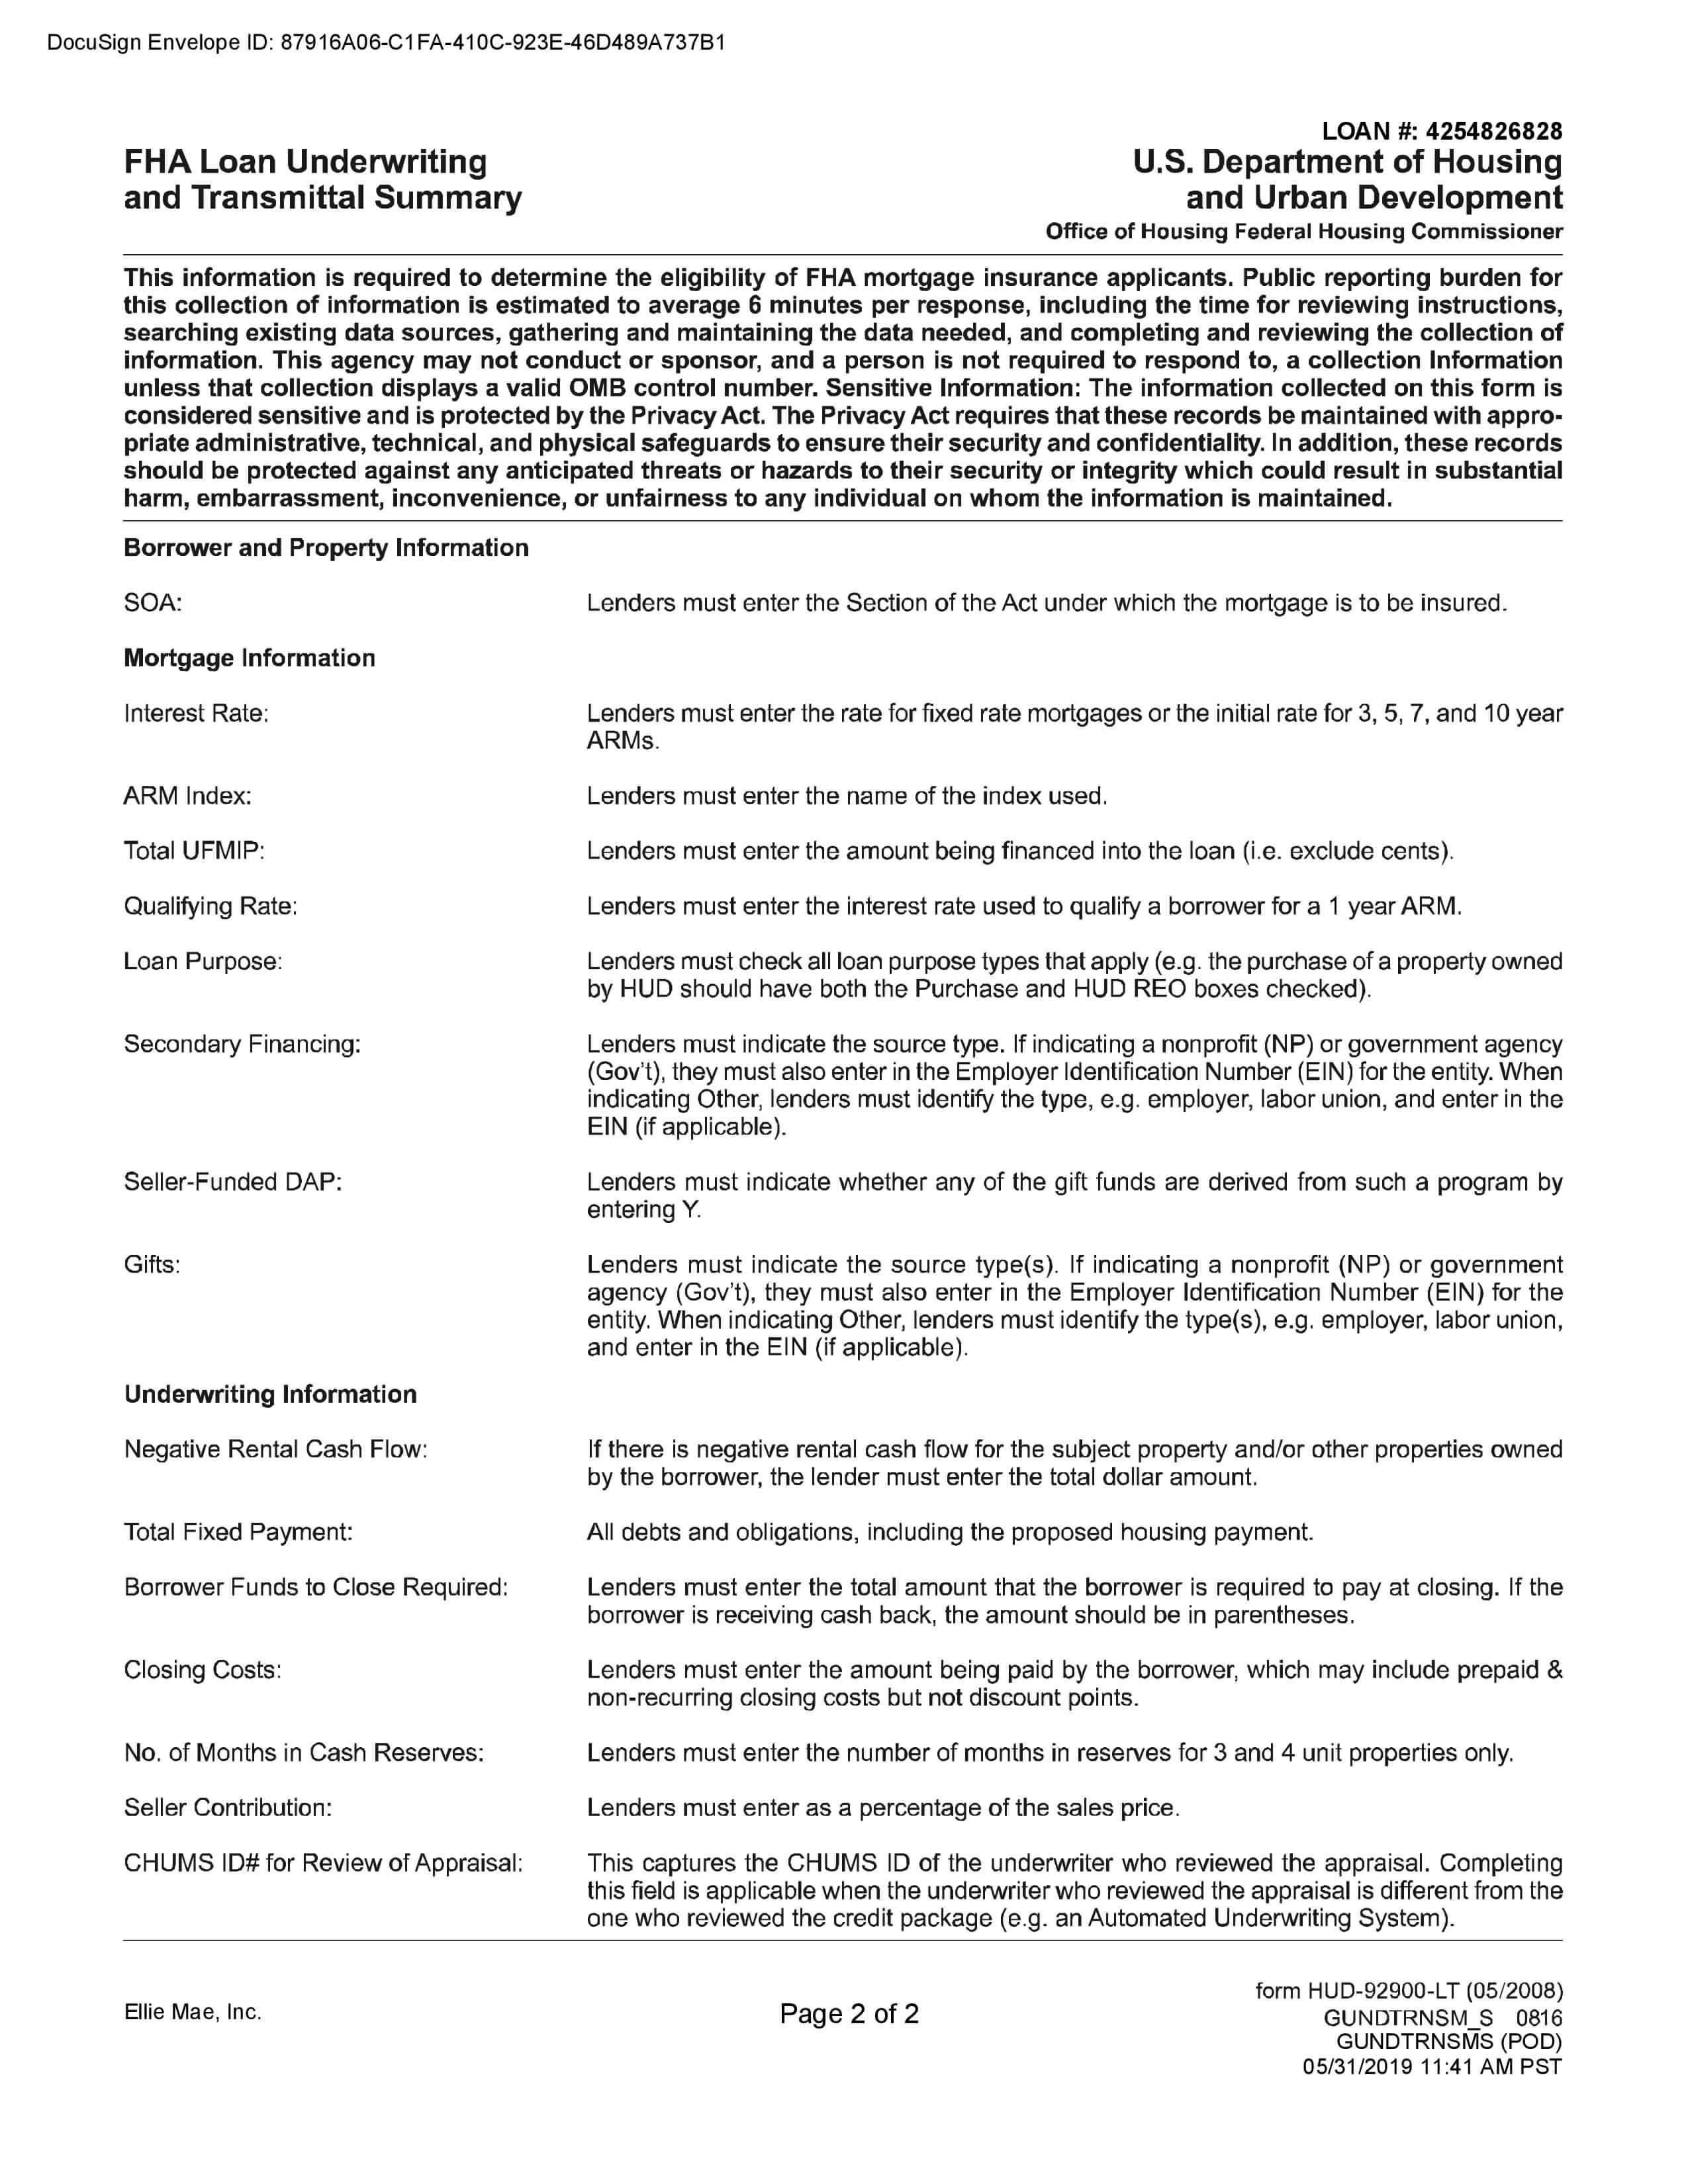 DocuSign Envelope ID: 87916A06-C1FA-410C-923E-46D489A737B1
LOAN #: 4254826828
FHA Loan Underwriting
and Transmittal Summary
U.S. Department of Housing
and Urban Development
Office of Housing Federal Housing Commissioner
This information is required to determine the eligibility of FHA mortgage insurance applicants. Public reporting burden for
this collection of information is estimated to average 6 minutes per response, including the time for reviewing instructions,
searching existing data sources, gathering and maintaining the data needed, and completing and reviewing the collection of
information. This agency may not conduct or sponsor, and a person is not required to respond to, a collection Information
unless that collection displays a valid OMB control number. Sensitive Information: The information collected on this form is
considered sensitive and is protected by the Privacy Act. The Privacy Act requires that these records be maintained with appro-
priate administrative, technical, and physical safeguards to ensure their security and confidentiality. In addition, these records
should be protected against any anticipated threats or hazards to their security or integrity which could result in substantial
harm, embarrassment, inconvenience, or unfairness to any individual on whom the information is maintained.
Borrower and Property Information
SOA: Lenders must enter the Section of the Act under which the mortgage is to be insured.
Mortgage Information
Interest Rate: Lenders must enter the rate for fixed rate mortgages or the initial rate for 3, 5, 7, and 10 year
ARMs.
ARM Index: Lenders must enter the name of the index used.
Total UFMIP: Lenders must enter the amount being financed into the loan (i.e. exclude cents).
Qualifying Rate: Lenders must enter the interest rate used to qualify a borrower for a 1 year ARM.
Loan Purpose: Lenders must check all loan purpose types that apply (e.g. the purchase of a property owned
by HUD should have both the Purchase and HUD REO boxes checked).
Secondary Financing: Lenders must indicate the source type. If indicating a nonprofit (NP) or government agency
(Gov't), they must also enter in the Employer Identification Number (EIN) for the entity. When
indicating Other, lenders must identify the type, e.g. employer, labor union, and enter in the
EIN (if applicable).
Seller-Funded DAP: Lenders must indicate whether any of the gift funds are derived from such a program by
entering Y.
Gifts: Lenders must indicate the source type(s). If indicating a nonprofit (NP) or government
agency (Gov't), they must also enter in the Employer Identification Number (EIN) for the
entity. When indicating Other, lenders must identify the type(s), e.g. employer, labor union,
and enter in the EIN (if applicable).
Underwriting Information
Negative Rental Cash Flow: If there is negative rental cash flow for the subject property and/or other properties owned
by the borrower, the lender must enter the total dollar amount.
Total Fixed Payment: All debts and obligations, including the proposed housing payment.
Borrower Funds to Close Required: Lenders must enter the total amount that the borrower is required to pay at closing. If the
borrower is receiving cash back, the amount should be in parentheses.
Closing Costs: Lenders must enter the amount being paid by the borrower, which may include prepaid &
non-recurring closing costs but not discount points.
No. of Months in Cash Reserves: Lenders must enter the number of months in reserves for 3 and 4 unit properties only.
Seller Contribution: Lenders must enter as a percentage of the sales price.
CHUMS ID# for Review of Appraisal: This captures the CHUMS ID of the underwriter who reviewed the appraisal. Completing
this field is applicable when the underwriter who reviewed the appraisal is different from the
one who reviewed the credit package (e.g. an Automated Underwriting System).
form HUD-92900-LT (05/2008)
Ellie Mae, Inc. Page 2 of 2 GUNDTRNSM_S 0816
GUNDTRNSMS (POD)
05/31/2019 11:41 AM PST